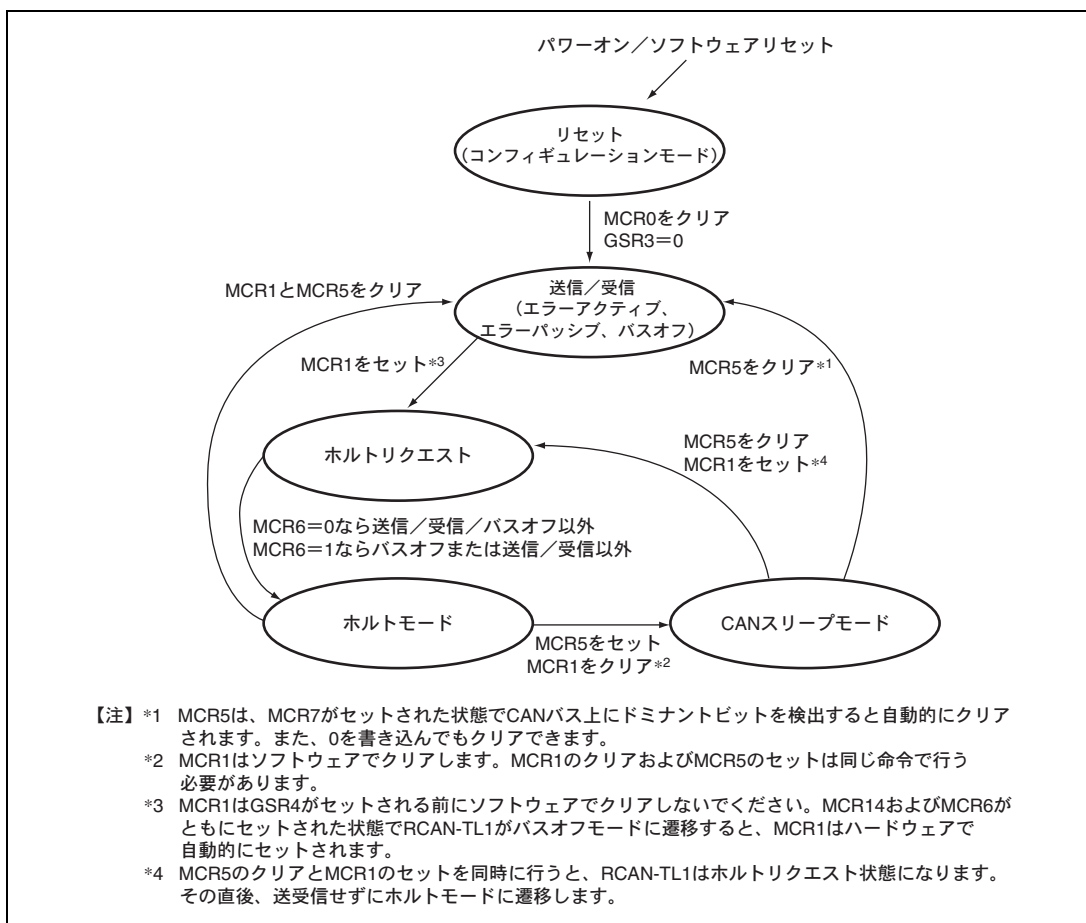 パワーオン／ソフトウェアリセット
リセット
（コンフィギュレーションモード）
MCR0をクリア
GSR3＝0
MCR1とMCR5をクリア
送信／受信
（エラーアクティブ、
エラーパッシブ、バスオフ）
MCR1をセット*3
MCR5をクリア*1
ホルトリクエスト
MCR5をクリア
MCR1をセット*4
MCR6＝0なら送信／受信／バスオフ以外
MCR6＝1ならバスオフまたは送信／受信以外
ホルトモード
CANスリープモード
MCR5をセット
MCR1をクリア*2
【注】*1 MCR5は、MCR7がセットされた状態でCANバス上にドミナントビットを検出すると自動的にクリア
されます。また、0を書き込んでもクリアできます。
*2 MCR1はソフトウェアでクリアします。MCR1のクリアおよびMCR5のセットは同じ命令で行う
必要があります。
*3 MCR1はGSR4がセットされる前にソフトウェアでクリアしないでください。MCR14およびMCR6が
ともにセットされた状態でRCAN-TL1がバスオフモードに遷移すると、MCR1はハードウェアで
自動的にセットされます。
*4 MCR5のクリアとMCR1のセットを同時に行うと、RCAN-TL1はホルトリクエスト状態になります。
その直後、送受信せずにホルトモードに遷移します。